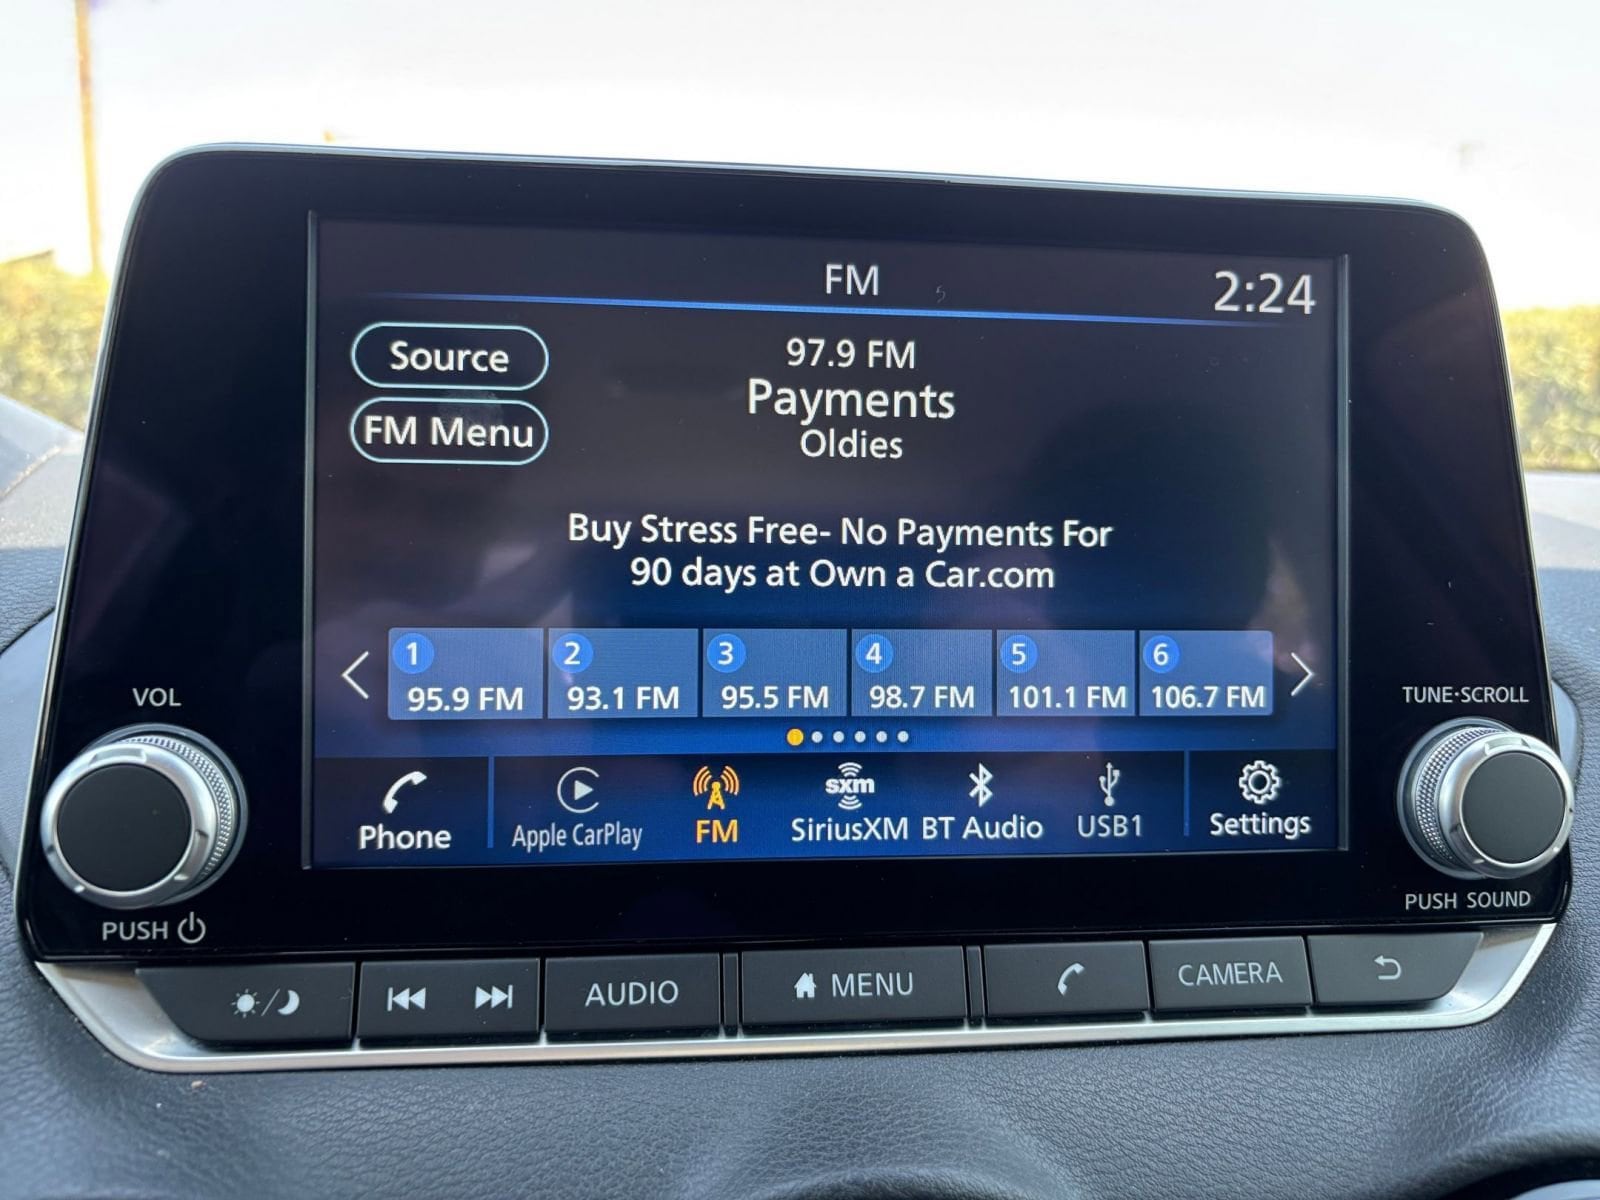 FM
2:24
Source
97.9 FM
Payments
FM Menu
Oldies
Buy Stress Free- No Payments For
90 days at Own a Car.com
1 2 3 4 5 6
95.9 FM 93.1 FM 95.5 FM 98.7 FM 101.1 FM 106.7 FM
VOL
TUNE·SCROLL
sxm
Phone Apple CarPlay FM SiriusXM BT Audio USB1 Settings
PUSH
PUSH SOUND
AUDIO MENU CAMERA